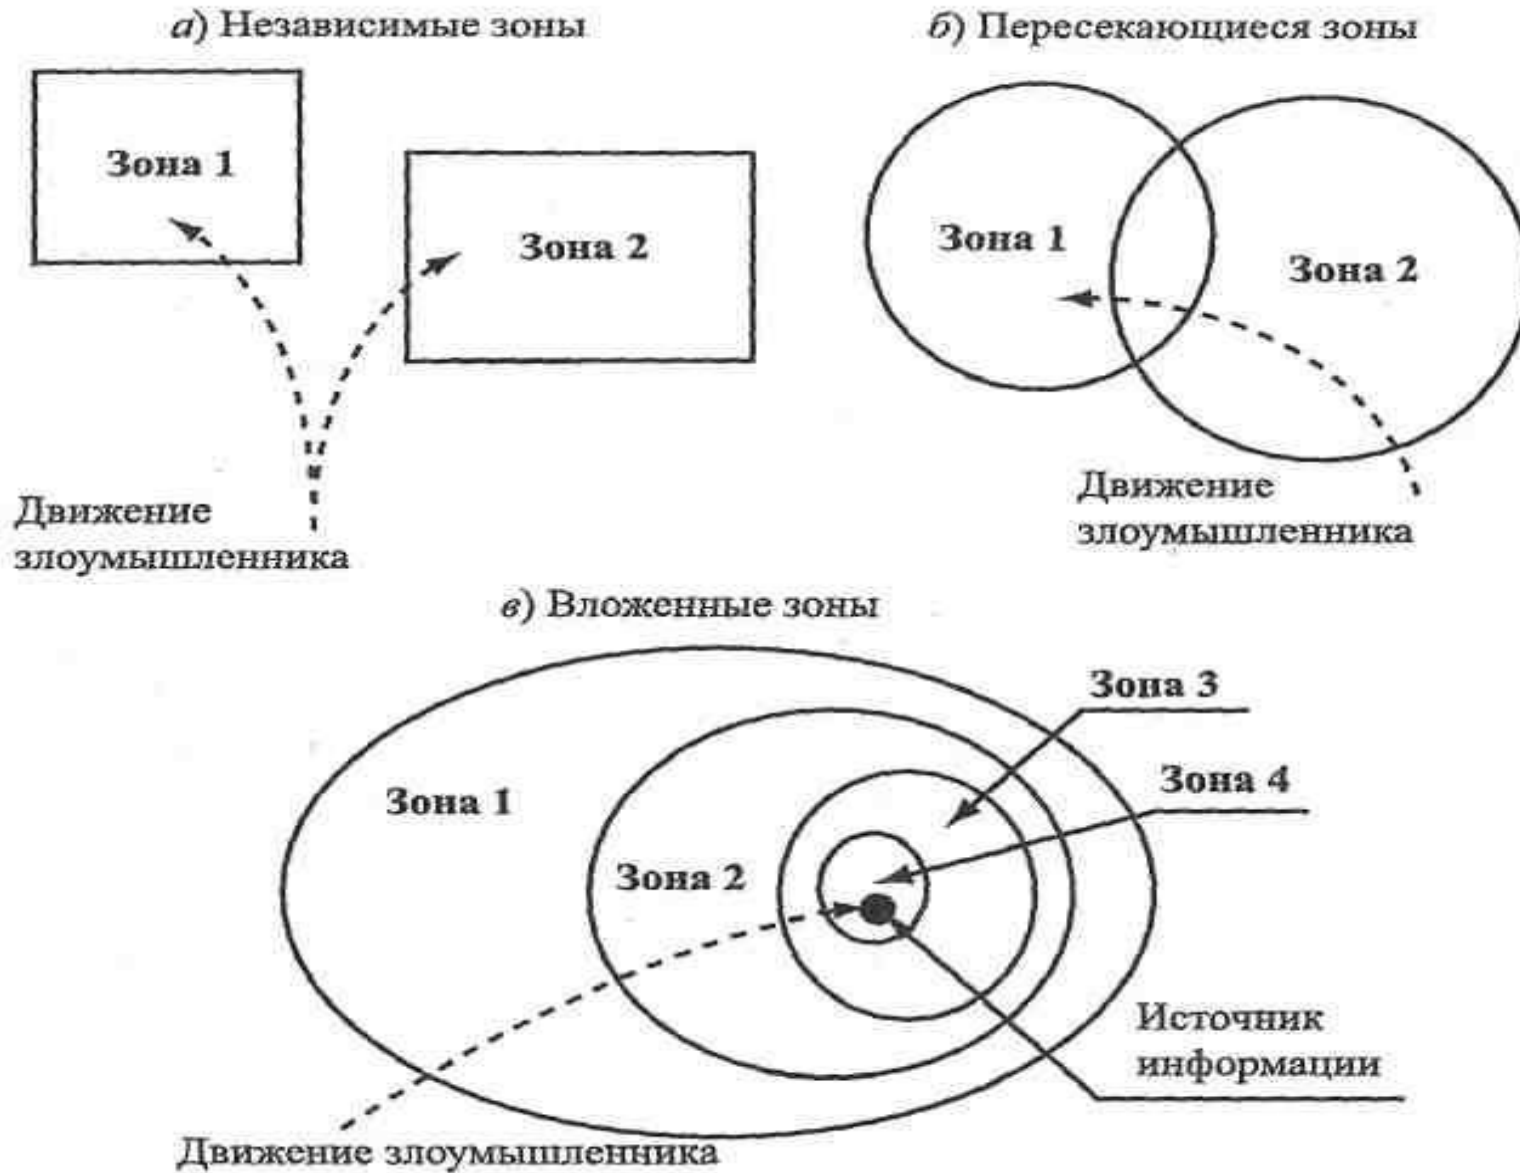 а) Независимые зоны
Зона 1
Зона 2
Движение
злоумышленника
б) Пересекающиеся зоны
Зона 1
Зона 2
Движение
злоумышленника
в) Вложенные зоны
Зона 1
Зона 2
Зона 3
Зона 4
Источник
информации
Движение злоумышленника